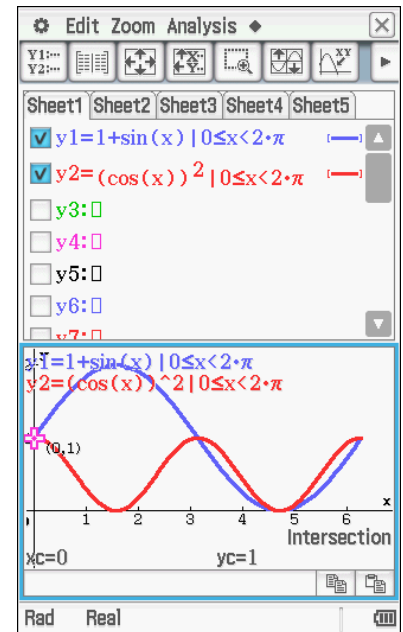 Edit Zoom Analysis ◆
Y1:···
Y2:···
XY
Sheet1 Sheet2 Sheet3 Sheet4 Sheet5
y1=1+sin(x)|0≤x<2·π
y2=(cos(x))²|0≤x<2·π
y3:▯
y4:▯
y5:▯
y6:▯
y7:▯
y
y1=1+sin(x)|0≤x<2·π
y2=(cos(x))^2|0≤x<2·π
(0,1)
x
1 2 3 4 5 6
Intersection
xc=0 yc=1
Rad Real